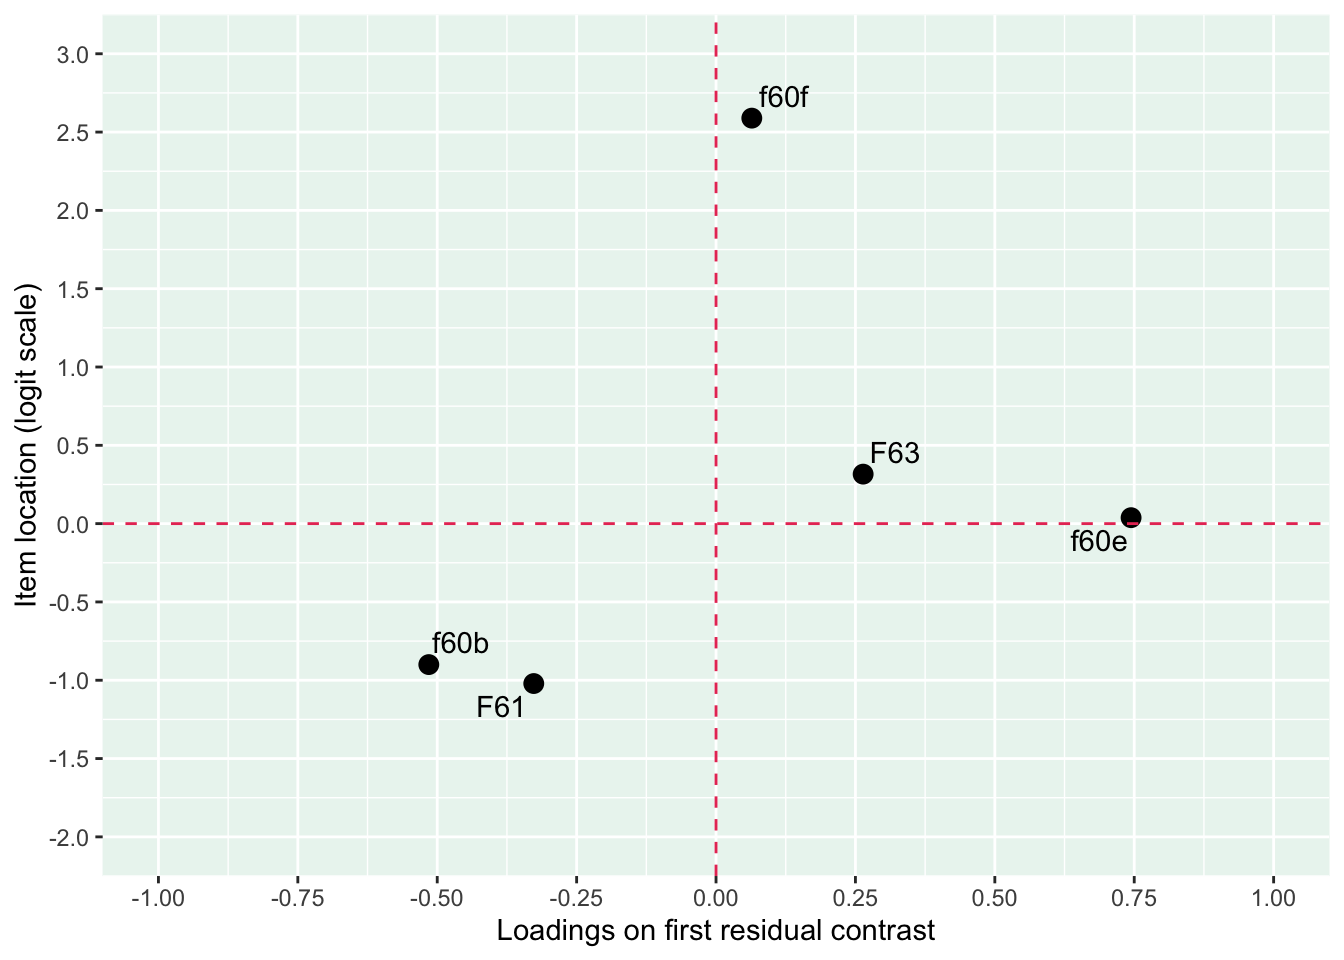 3.0
2.5
2.0
1.5
1.0
0.5
0.0
-0.5
-1.0
-1.5
-2.0
Item location (logit scale)
f60f
F63
f60e
f60b
F61
-1.00 -0.75 -0.50 -0.25 0.00 0.25 0.50 0.75 1.00
Loadings on first residual contrast